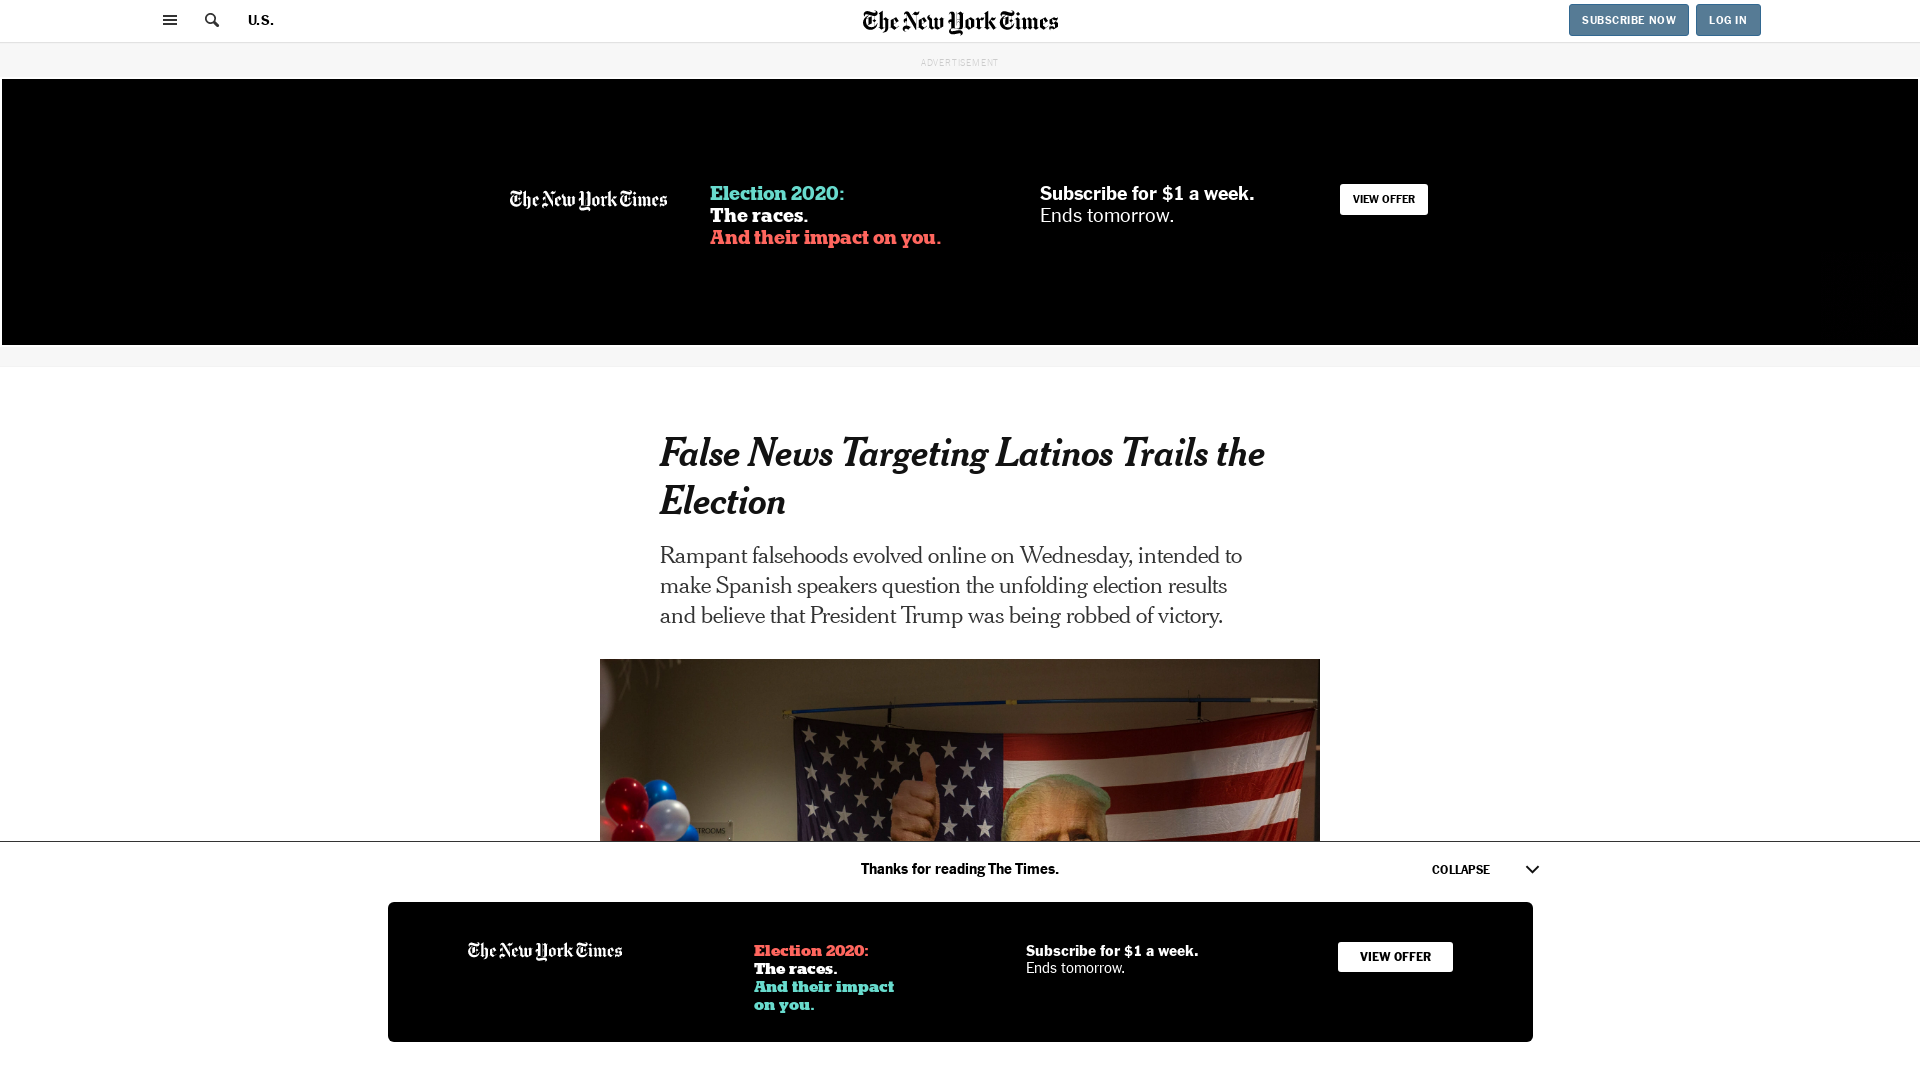 U.S.
The New York Times
SUBSCRIBE NOW
LOG IN
ADVERTISEMENT
The New York Times
Election 2020:
The races.
And their impact on you.
Subscribe for $1 a week.
Ends tomorrow.
VIEW OFFER
False News Targeting Latinos Trails the
Election
Rampant falsehoods evolved online on Wednesday, intended to
make Spanish speakers question the unfolding election results
and believe that President Trump was being robbed of victory.
Thanks for reading The Times.
COLLAPSE
The New York Times
Election 2020:
The races.
And their impact
on you.
Subscribe for $1 a week.
Ends tomorrow.
VIEW OFFER